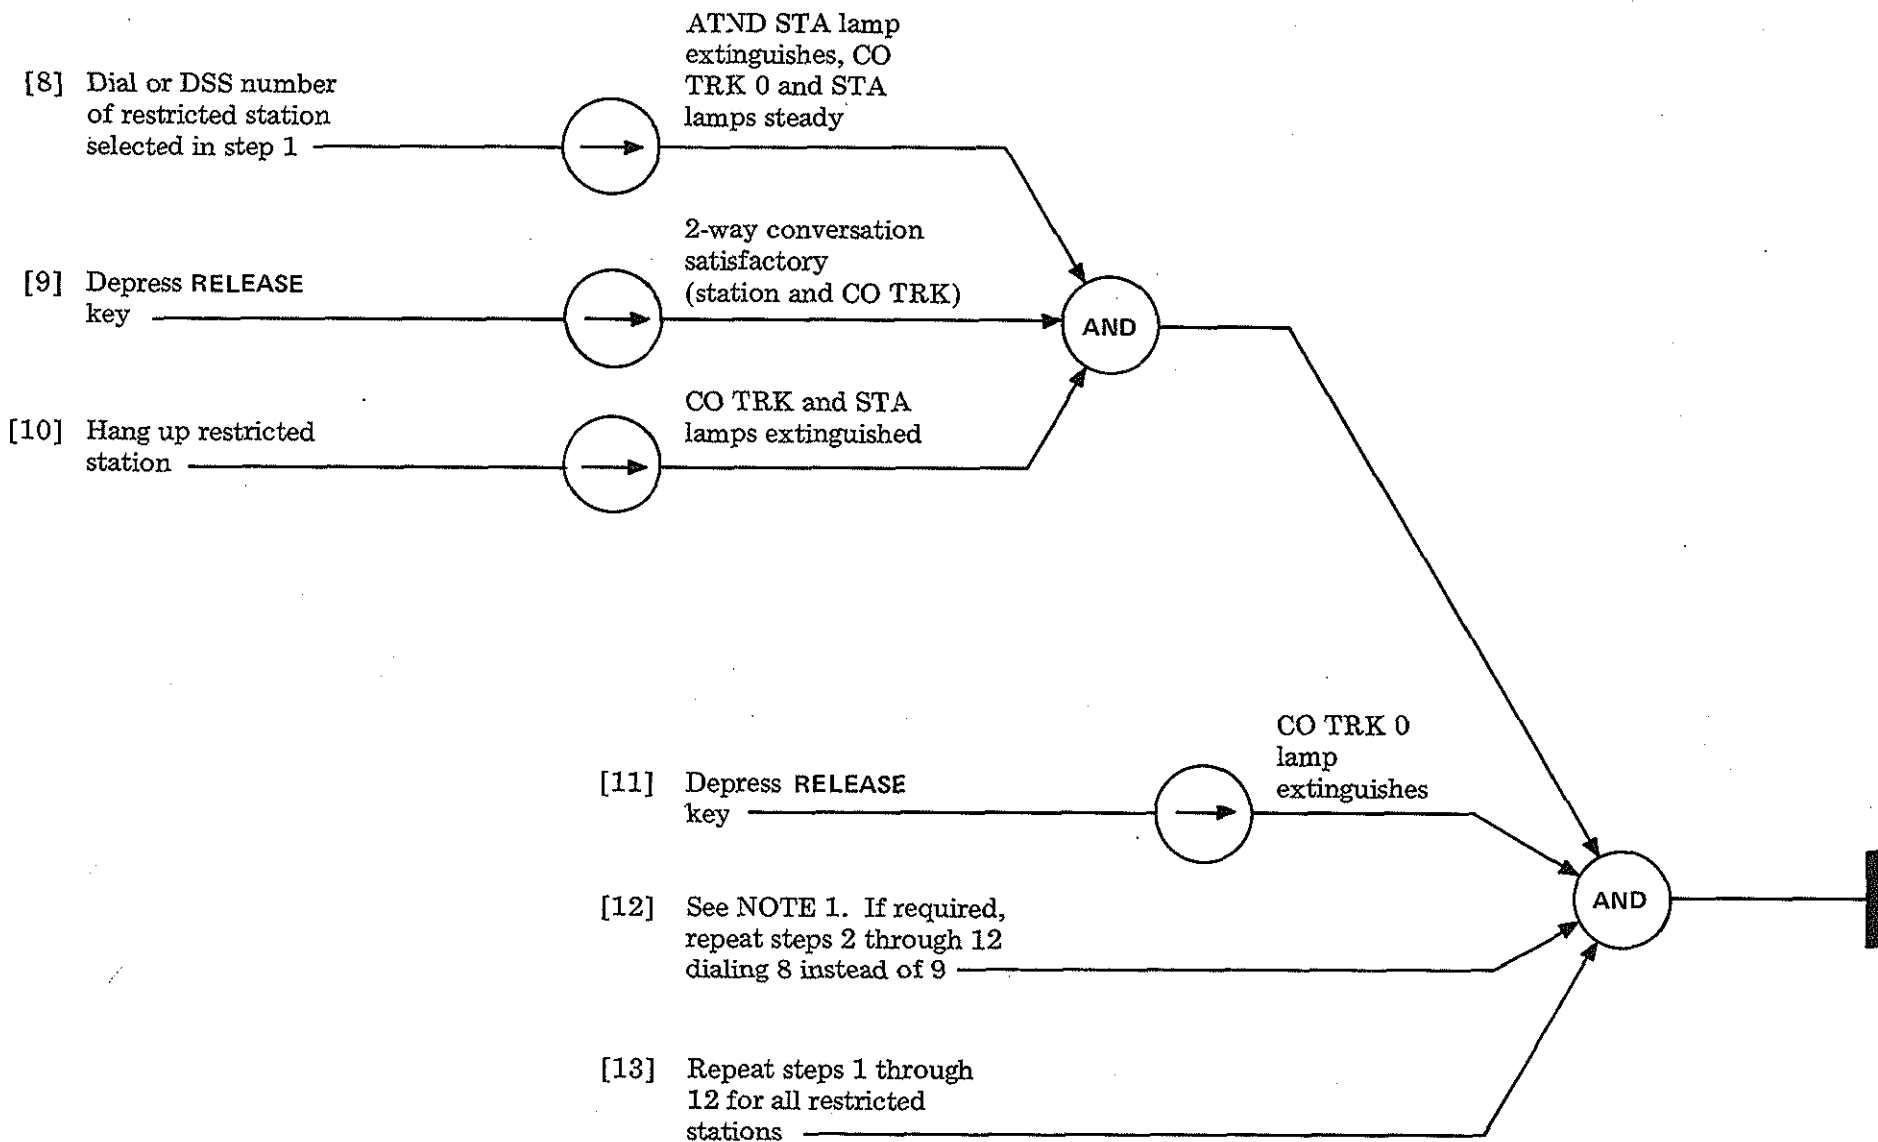 [8] Dial or DSS number
of restricted station
selected in step 1
ATND STA lamp
extinguishes, CO
TRK 0 and STA
lamps steady
[9] Depress RELEASE
key
2-way conversation
satisfactory
(station and CO TRK)
AND
[10] Hang up restricted
station
CO TRK and STA
lamps extinguished
[11] Depress RELEASE
key
CO TRK 0
lamp
extinguishes
[12] See NOTE 1. If required,
repeat steps 2 through 12
dialing 8 instead of 9
AND
[13] Repeat steps 1 through
12 for all restricted
stations